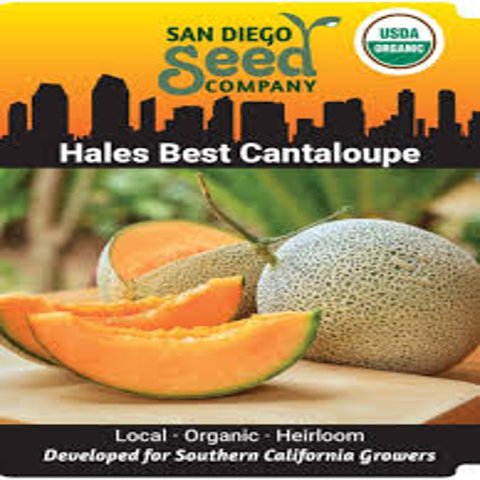 SAN DIEGO
Seed
COMPANY
USDA
ORGANIC
Hales Best Cantaloupe
Local - Organic - Heirloom
Developed for Southern California Growers